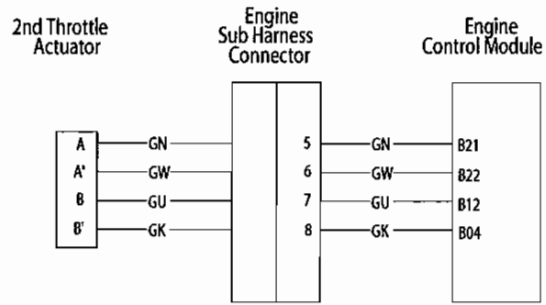 2nd Throttle
Actuator
Engine
Sub Harness
Connector
Engine
Control Module
A GN 5 GN B21
A' GW 6 GW B22
B GU 7 GU B12
B' GK 8 GK B04